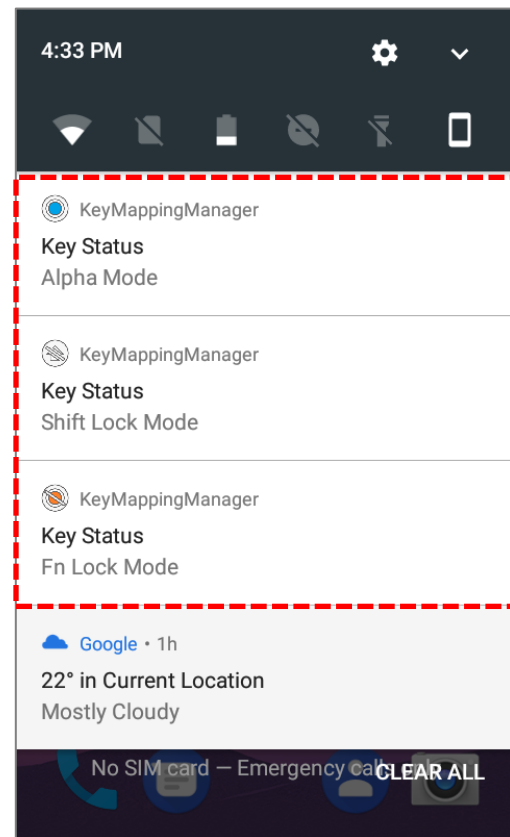 4:33 PM
KeyMappingManager
Key Status
Alpha Mode
KeyMappingManager
Key Status
Shift Lock Mode
KeyMappingManager
Key Status
Fn Lock Mode
Google • 1h
22° in Current Location
Mostly Cloudy
No SIM card — Emergency calls
CLEAR ALL